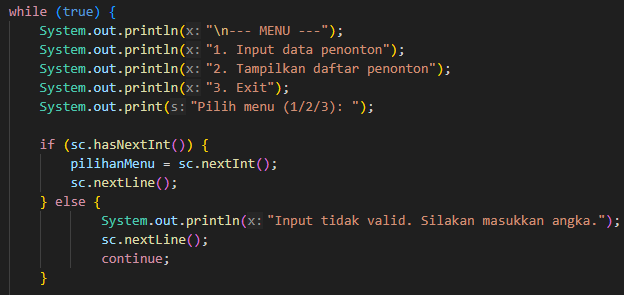 while (true) {
System.out.println(x:"\n--- MENU ---");
System.out.println(x:"1. Input data penonton");
System.out.println(x:"2. Tampilkan daftar penonton");
System.out.println(x:"3. Exit");
System.out.print(s:"Pilih menu (1/2/3): ");
if (sc.hasNextInt()) {
pilihanMenu = sc.nextInt();
sc.nextLine();
} else {
System.out.println(x:"Input tidak valid. Silakan masukkan angka.");
sc.nextLine();
continue;
}